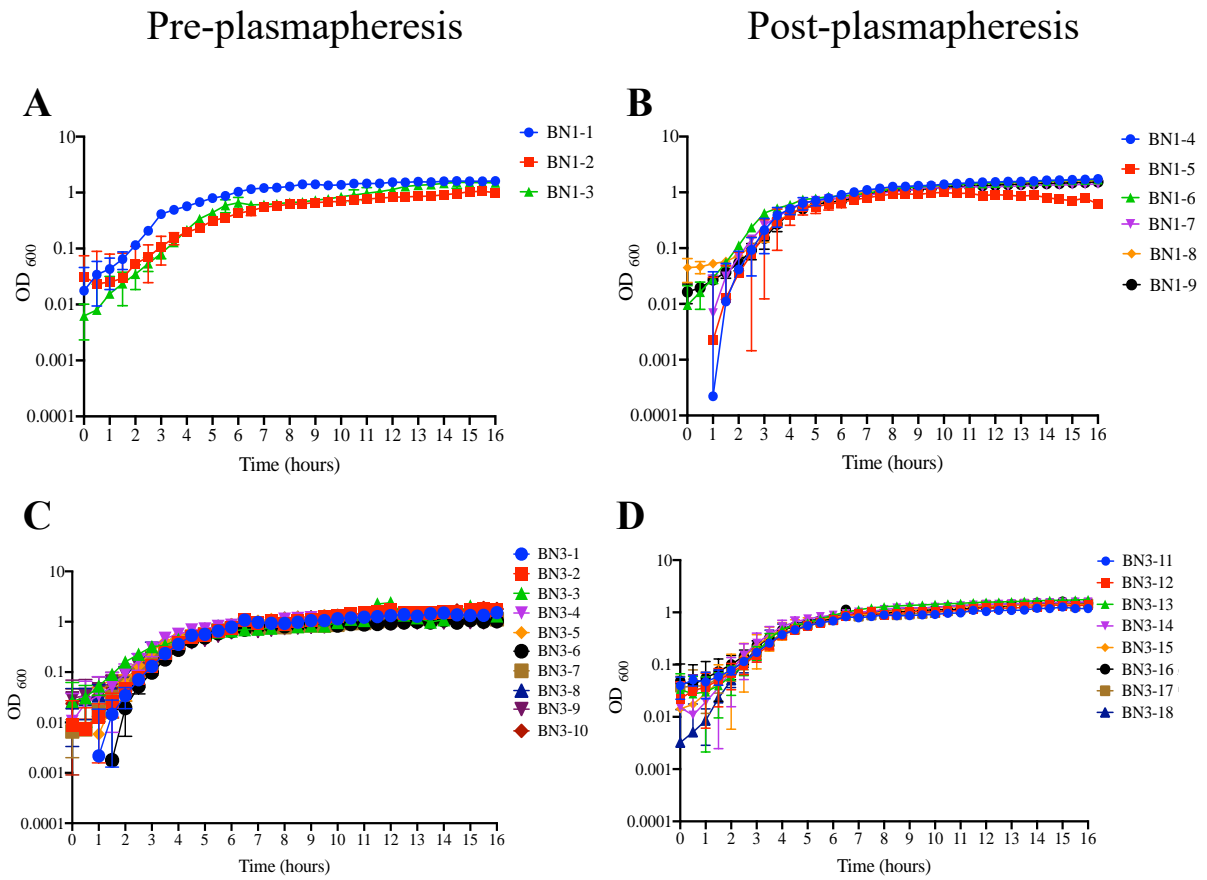 Pre-plasmapheresis
Post-plasmapheresis
A
10
1
0.1
0.01
0.001
0.0001
OD 600
0 1 2 3 4 5 6 7 8 9 10 11 12 13 14 15 16
Time (hours)
BN1-1
BN1-2
BN1-3
B
10
1
0.1
0.01
0.001
0.0001
OD 600
0 1 2 3 4 5 6 7 8 9 10 11 12 13 14 15 16
Time (hours)
BN1-4
BN1-5
BN1-6
BN1-7
BN1-8
BN1-9
C
10
1
0.1
0.01
0.001
0.0001
OD 600
0 1 2 3 4 5 6 7 8 9 10 11 12 13 14 15 16
Time (hours)
BN3-1
BN3-2
BN3-3
BN3-4
BN3-5
BN3-6
BN3-7
BN3-8
BN3-9
BN3-10
D
10
1
0.1
0.01
0.001
0.0001
OD 600
0 1 2 3 4 5 6 7 8 9 10 11 12 13 14 15 16
Time (hours)
BN3-11
BN3-12
BN3-13
BN3-14
BN3-15
BN3-16
BN3-17
BN3-18